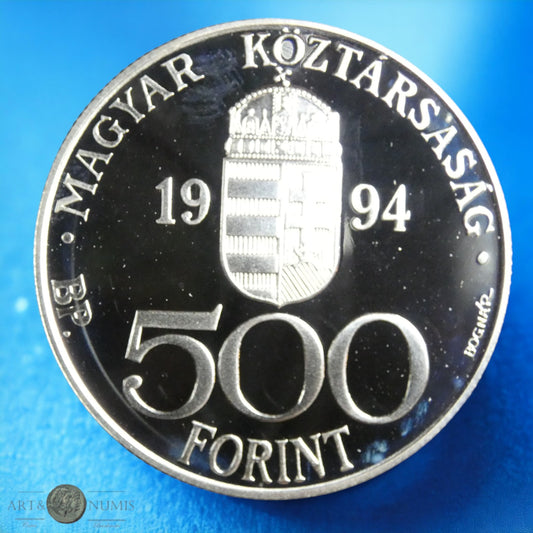 · MAGYAR KÖZTÁRSASÁG ·
19 94
BP.
BOGNÁR
500
FORINT
ART & NUMIS